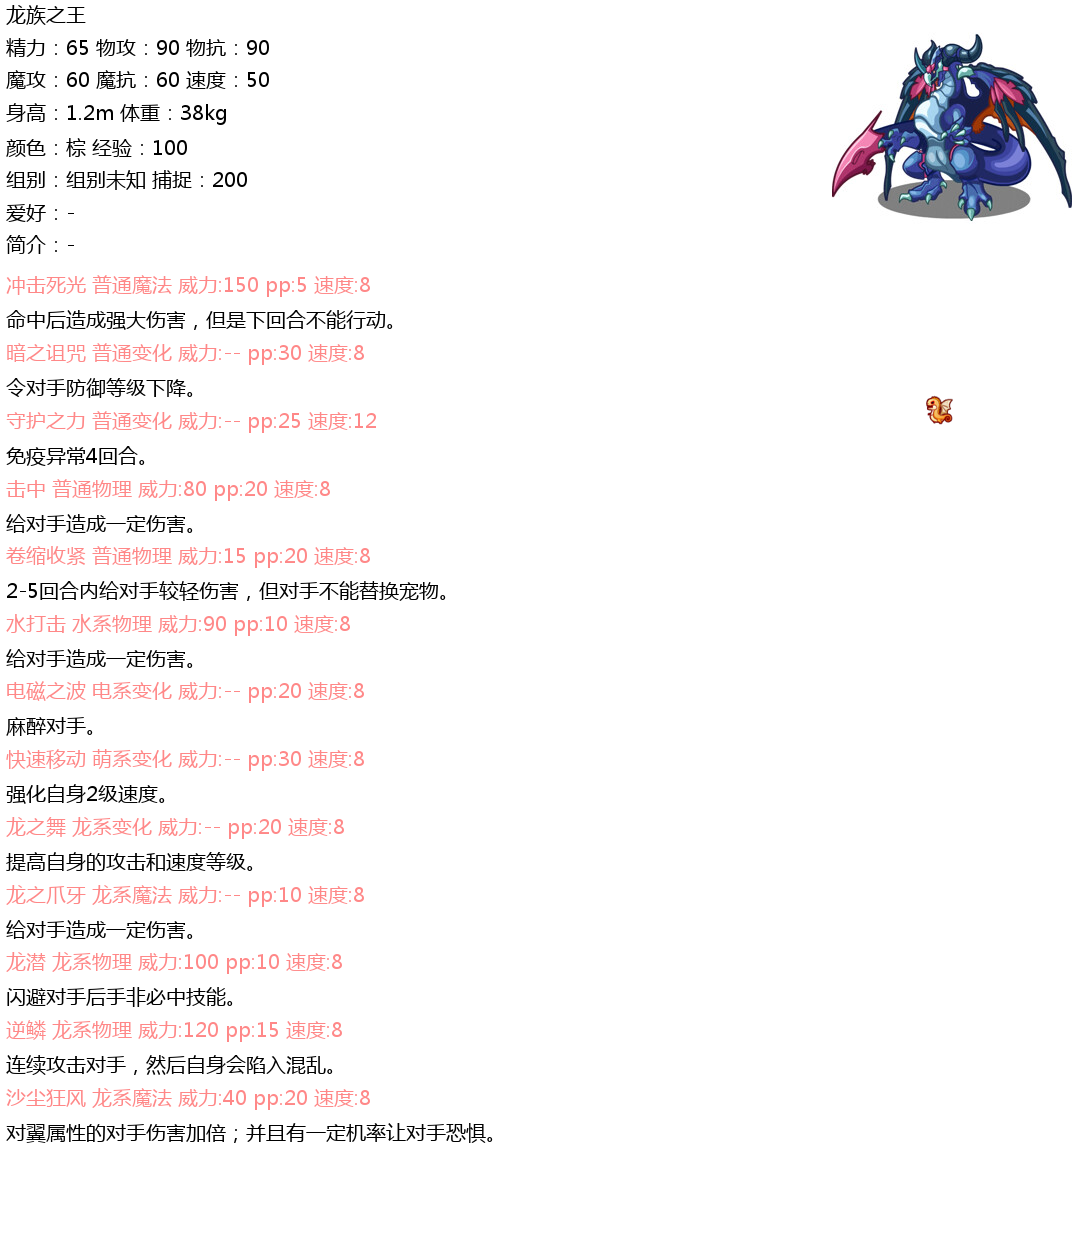 龙族之王
精力：65 物攻：90 物抗：90
魔攻：60 魔抗：60 速度：50
身高：1.2m 体重：38kg
颜色：棕 经验：100
组别：组别未知 捕捉：200
爱好：-
简介：-
冲击死光 普通魔法 威力:150 pp:5 速度:8
命中后造成强大伤害，但是下回合不能行动。
暗之诅咒 普通变化 威力:-- pp:30 速度:8
令对手防御等级下降。
守护之力 普通变化 威力:-- pp:25 速度:12
免疫异常4回合。
击中 普通物理 威力:80 pp:20 速度:8
给对手造成一定伤害。
卷缩收紧 普通物理 威力:15 pp:20 速度:8
2-5回合内给对手较轻伤害，但对手不能替换宠物。
水打击 水系物理 威力:90 pp:10 速度:8
给对手造成一定伤害。
电磁之波 电系变化 威力:-- pp:20 速度:8
麻醉对手。
快速移动 萌系变化 威力:-- pp:30 速度:8
强化自身2级速度。
龙之舞 龙系变化 威力:-- pp:20 速度:8
提高自身的攻击和速度等级。
龙之爪牙 龙系魔法 威力:-- pp:10 速度:8
给对手造成一定伤害。
龙潜 龙系物理 威力:100 pp:10 速度:8
闪避对手后手非必中技能。
逆鳞 龙系物理 威力:120 pp:15 速度:8
连续攻击对手，然后自身会陷入混乱。
沙尘狂风 龙系魔法 威力:40 pp:20 速度:8
对翼属性的对手伤害加倍；并且有一定机率让对手恐惧。